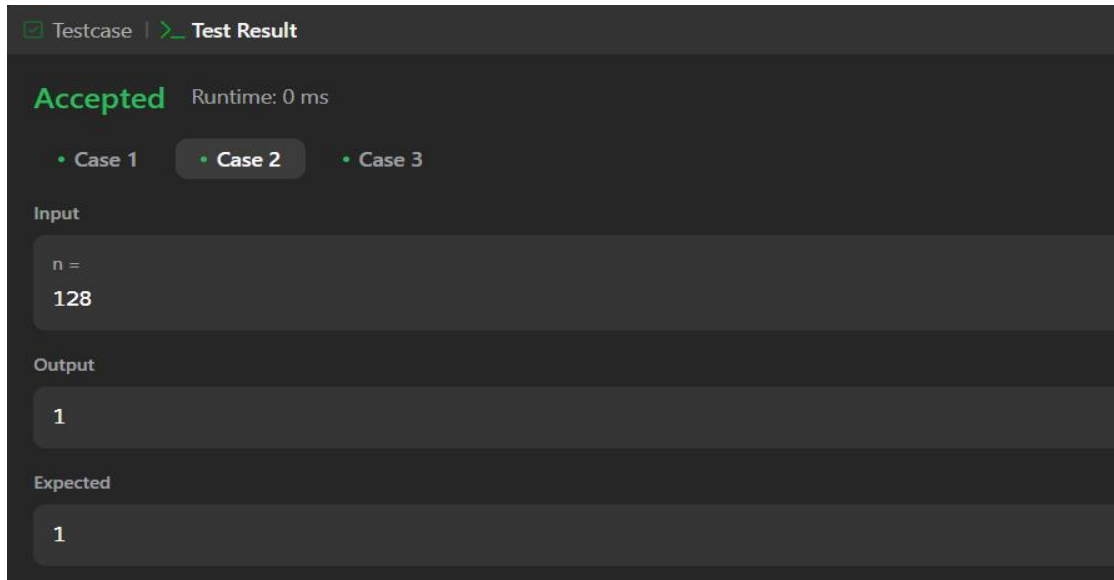 Testcase | >_ Test Result
Accepted Runtime: 0 ms
• Case 1 • Case 2 • Case 3
Input
n =
128
Output
1
Expected
1